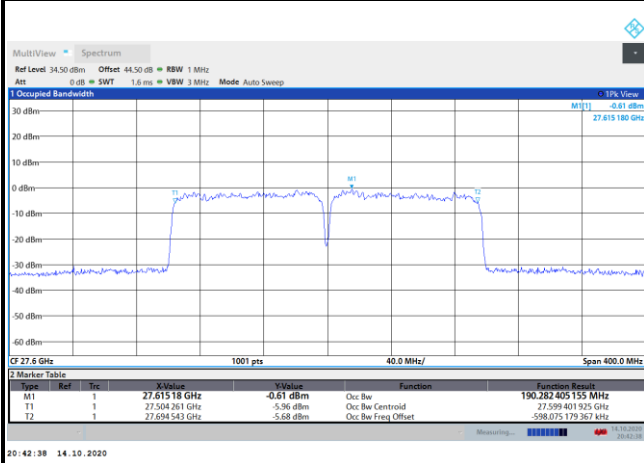 MultiView Spectrum
Ref Level 34.50 dBm Offset 44.50 dB RBW 1 MHz
Att 0 dB SWT 1.6 ms VBW 3 MHz Mode Auto Sweep
1 Occupied Bandwidth 1Pk View
M1[1] -0.61 dBm
27.615 180 GHz
30 dBm
20 dBm
10 dBm
M1
0 dBm
T1 T2
-10 dBm
-20 dBm
-30 dBm
-40 dBm
-50 dBm
-60 dBm
CF 27.6 GHz 1001 pts 40.0 MHz/ Span 400.0 MHz
2 Marker Table
Type Ref Trc X-Value Y-Value Function Function Result
M1 1 27.615 18 GHz -0.61 dBm Occ Bw 190.282 405 155 MHz
T1 1 27.504 261 GHz -5.96 dBm Occ Bw Centroid 27.599 401 925 GHz
T2 1 27.694 543 GHz -5.68 dBm Occ Bw Freq Offset -598.075 179 367 kHz
Measuring... 14.10.2020
20:42:38
20:42:38 14.10.2020